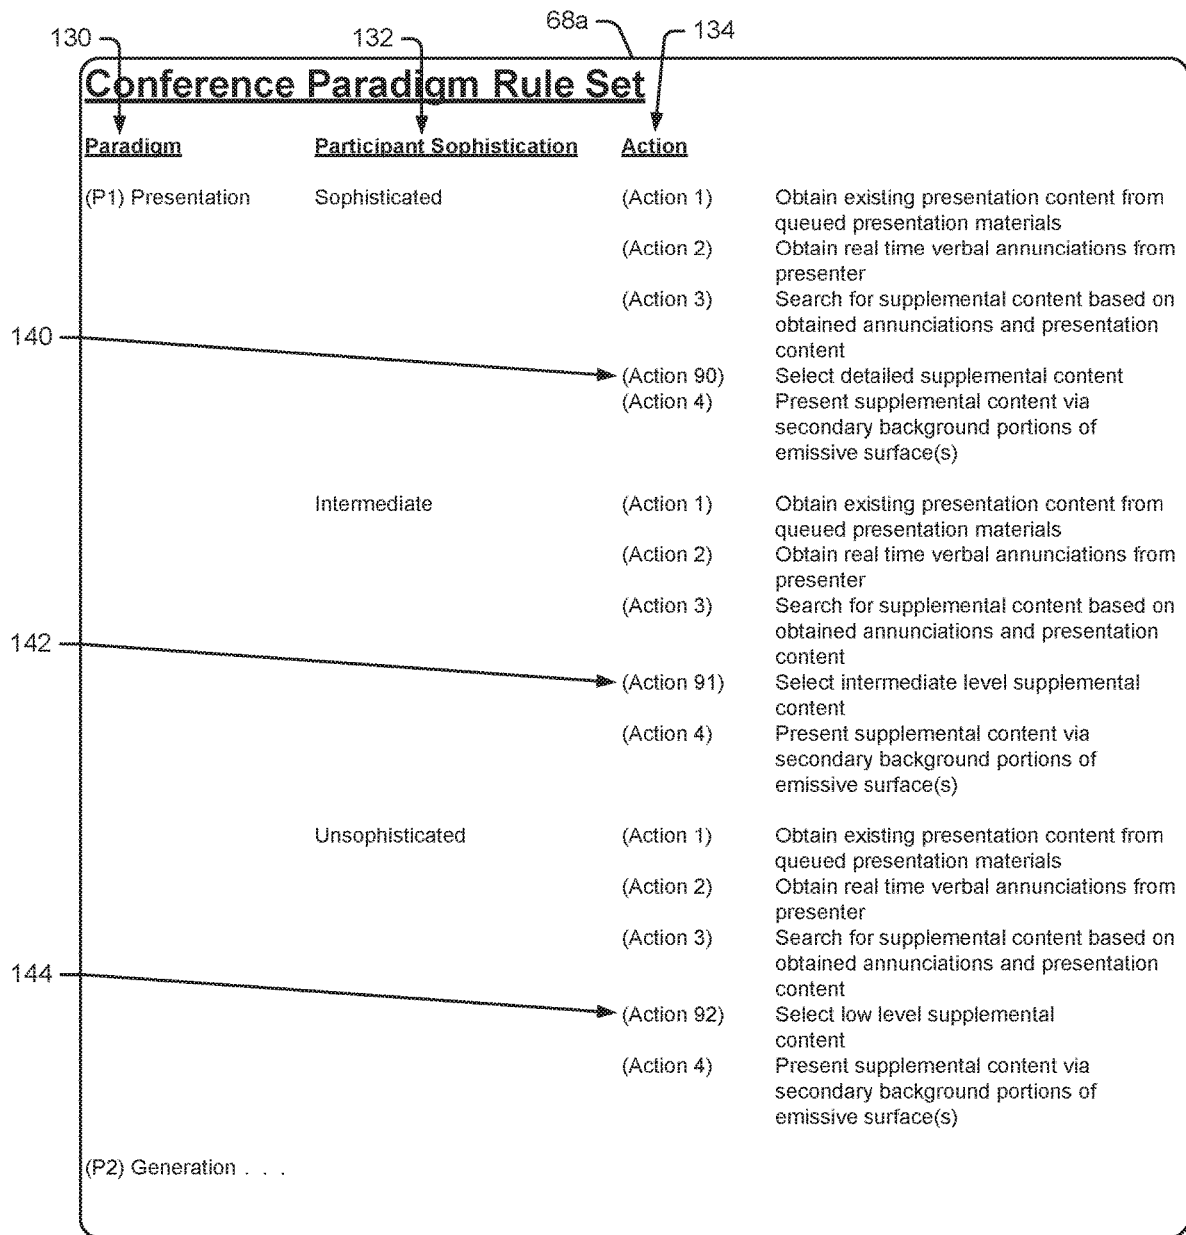 130 132 68a 134
Conference Paradigm Rule Set
Paradigm Participant Sophistication Action
(P1) Presentation Sophisticated (Action 1) Obtain existing presentation content from
queued presentation materials
(Action 2) Obtain real time verbal annunciations from
presenter
(Action 3) Search for supplemental content based on
obtained annunciations and presentation
140
content
(Action 90) Select detailed supplemental content
(Action 4) Present supplemental content via
secondary background portions of
emissive surface(s)
Intermediate (Action 1) Obtain existing presentation content from
queued presentation materials
(Action 2) Obtain real time verbal annunciations from
presenter
(Action 3) Search for supplemental content based on
obtained annunciations and presentation
142
content
(Action 91) Select intermediate level supplemental
content
(Action 4) Present supplemental content via
secondary background portions of
emissive surface(s)
Unsophisticated (Action 1) Obtain existing presentation content from
queued presentation materials
(Action 2) Obtain real time verbal annunciations from
presenter
(Action 3) Search for supplemental content based on
obtained annunciations and presentation
144
content
(Action 92) Select low level supplemental
content
(Action 4) Present supplemental content via
secondary background portions of
emissive surface(s)
(P2) Generation . . .